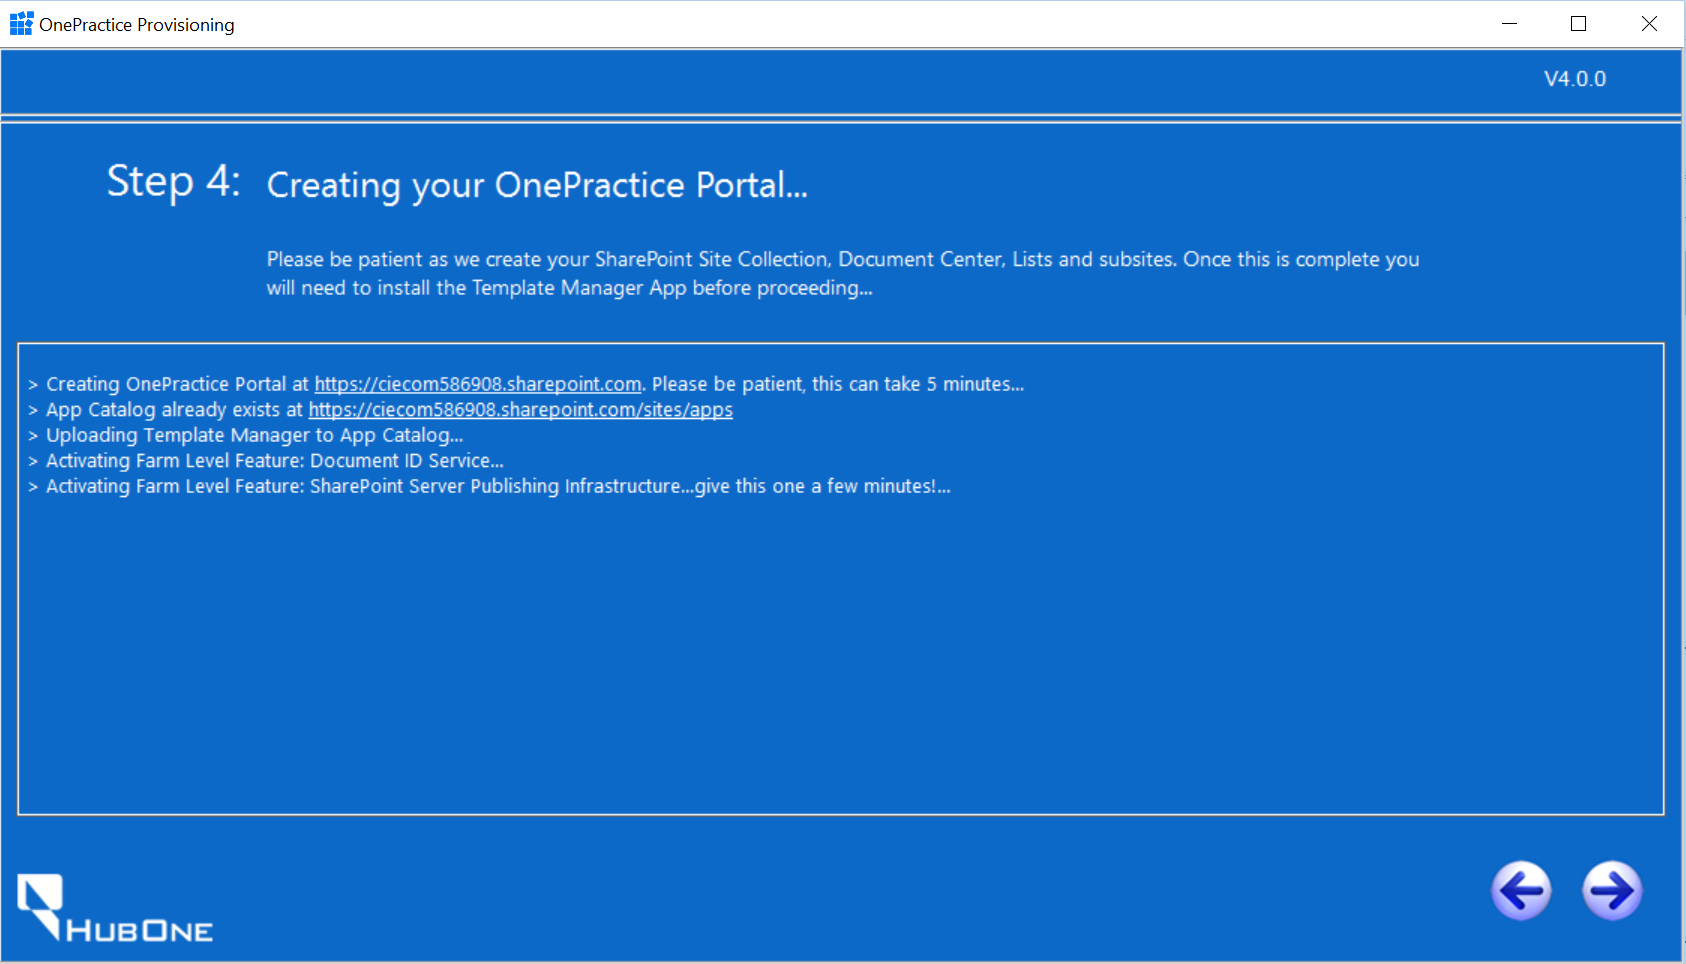 OnePractice Provisioning
V4.0.0
Step 4: Creating your OnePractice Portal...
Please be patient as we create your SharePoint Site Collection, Document Center, Lists and subsites. Once this is complete you
will need to install the Template Manager App before proceeding...
> Creating OnePractice Portal at https://ciecom586908.sharepoint.com. Please be patient, this can take 5 minutes...
> App Catalog already exists at https://ciecom586908.sharepoint.com/sites/apps
> Uploading Template Manager to App Catalog...
> Activating Farm Level Feature: Document ID Service...
> Activating Farm Level Feature: SharePoint Server Publishing Infrastructure...give this one a few minutes!...
HUBONE